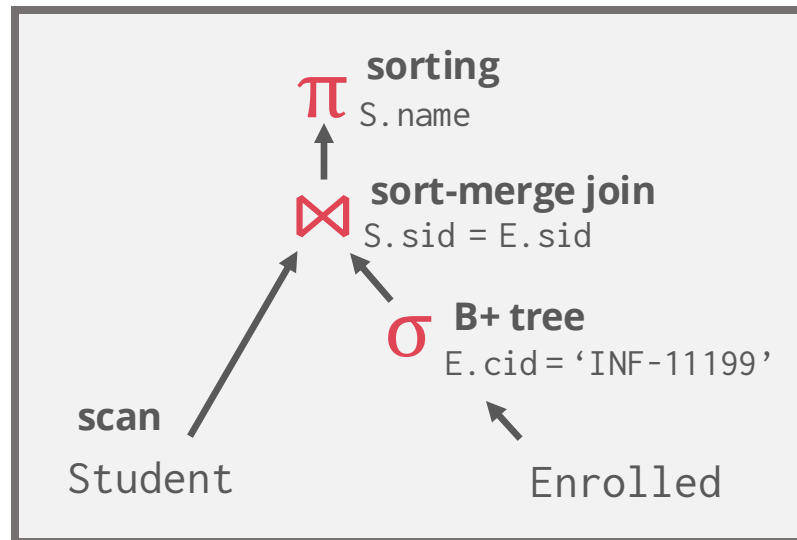 π sorting
S.name
⋈ sort-merge join
S.sid = E.sid
σ B+ tree
E.cid = ‘INF-11199’
scan
Student
Enrolled